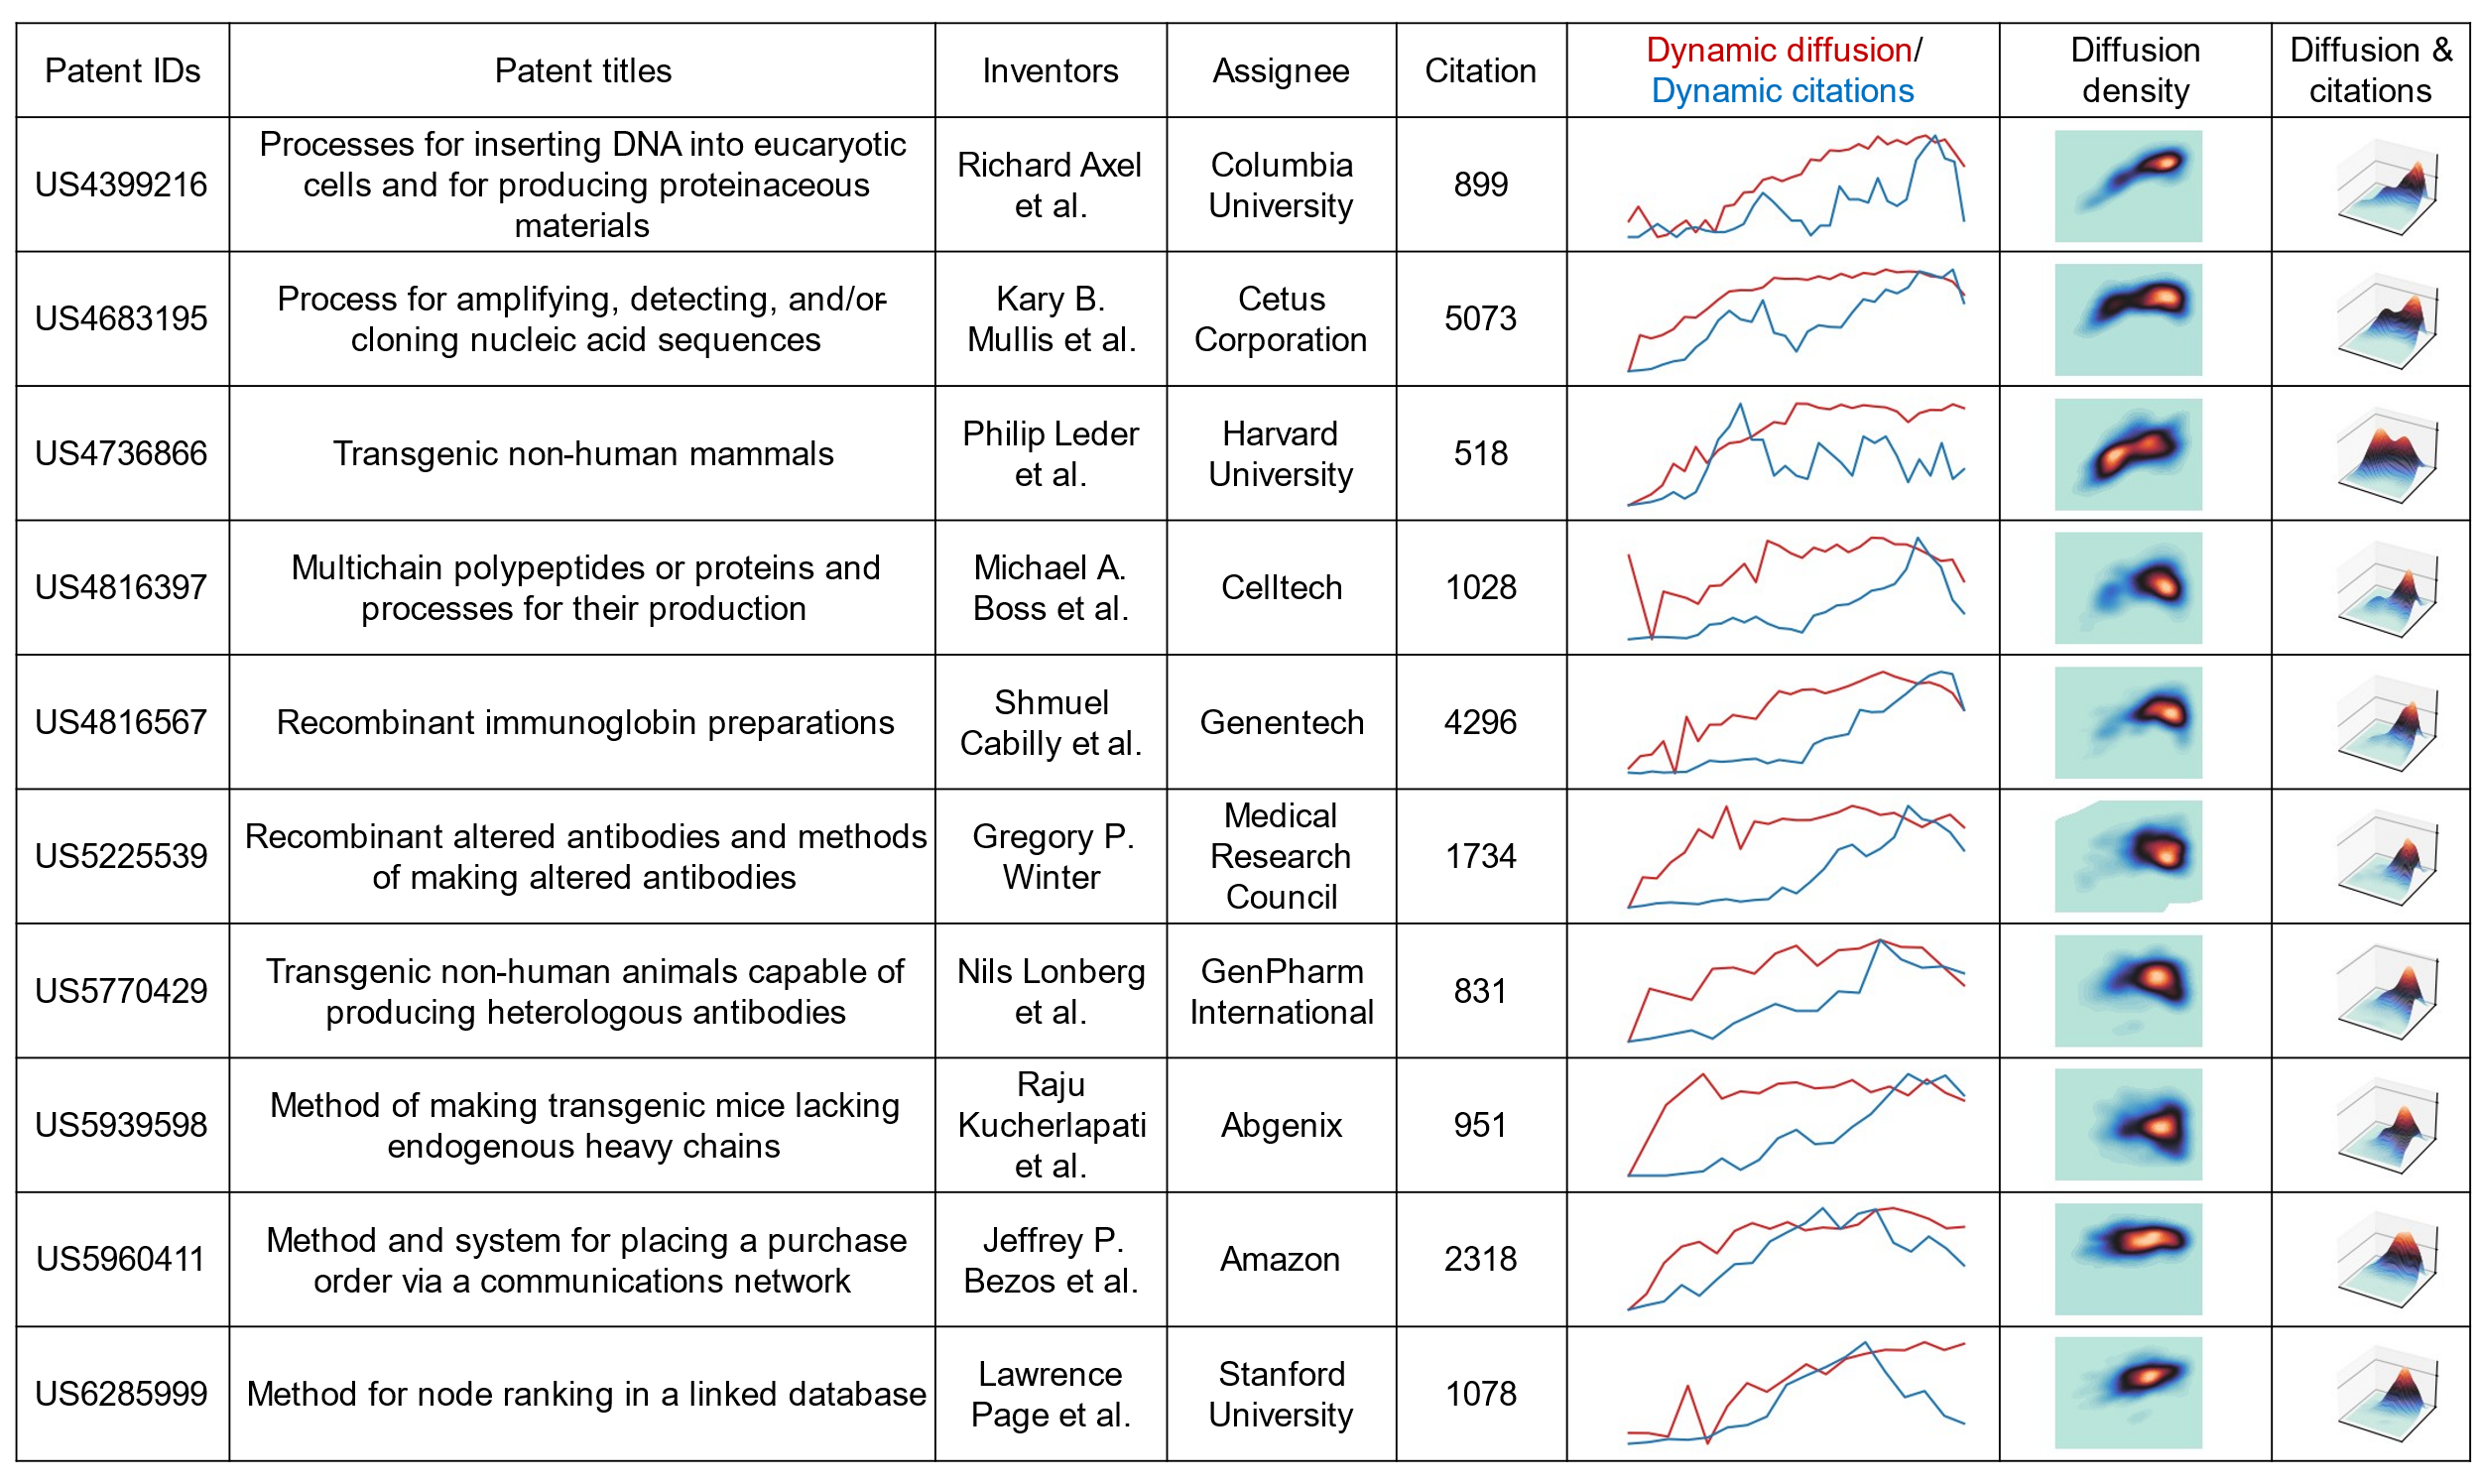 Patent IDs
Patent titles
Inventors
Assignee
Citation
Dynamic diffusion/
Dynamic citations
Diffusion
density
Diffusion &
citations
US4399216
Processes for inserting DNA into eucaryotic
cells and for producing proteinaceous
materials
Richard Axel
et al.
Columbia
University
899
US4683195
Process for amplifying, detecting, and/or-
cloning nucleic acid sequences
Kary B.
Mullis et al.
Cetus
Corporation
5073
US4736866
Transgenic non-human mammals
Philip Leder
et al.
Harvard
University
518
US4816397
Multichain polypeptides or proteins and
processes for their production
Michael A.
Boss et al.
Celltech
1028
US4816567
Recombinant immunoglobin preparations
Shmuel
Cabilly et al.
Genentech
4296
US5225539
Recombinant altered antibodies and methods
of making altered antibodies
Gregory P.
Winter
Medical
Research
Council
1734
US5770429
Transgenic non-human animals capable of
producing heterologous antibodies
Nils Lonberg
et al.
GenPharm
International
831
US5939598
Method of making transgenic mice lacking
endogenous heavy chains
Raju
Kucherlapati
et al.
Abgenix
951
US5960411
Method and system for placing a purchase
order via a communications network
Jeffrey P.
Bezos et al.
Amazon
2318
US6285999
Method for node ranking in a linked database
Lawrence
Page et al.
Stanford
University
1078